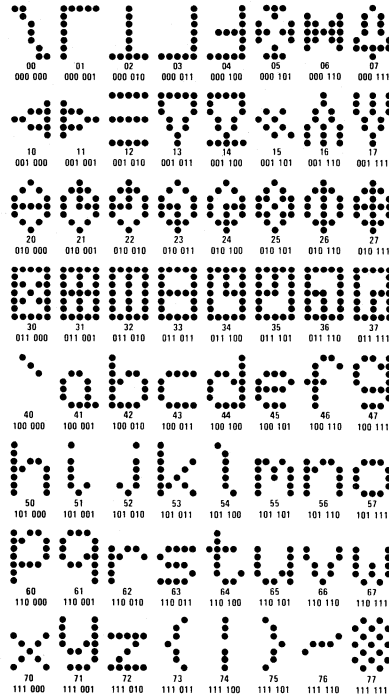 00 01 02 03 04 05 06 07
000 000 000 001 000 010 000 011 000 100 000 101 000 110 000 111
10 11 12 13 14 15 16 17
001 000 001 001 001 010 001 011 001 100 001 101 001 110 001 111
20 21 22 23 24 25 26 27
010 000 010 001 010 010 010 011 010 100 010 101 010 110 010 111
30 31 32 33 34 35 36 37
011 000 011 001 011 010 011 011 011 100 011 101 011 110 011 111
` a b c d e f g
40 41 42 43 44 45 46 47
100 000 100 001 100 010 100 011 100 100 100 101 100 110 100 111
h i j k l m n o
50 51 52 53 54 55 56 57
101 000 101 001 101 010 101 011 101 100 101 101 101 110 101 111
p q r s t u v w
60 61 62 63 64 65 66 67
110 000 110 001 110 010 110 011 110 100 110 101 110 110 110 111
x y z { | } ~
70 71 72 73 74 75 76 77
111 000 111 001 111 010 111 011 111 100 111 101 111 110 111 111